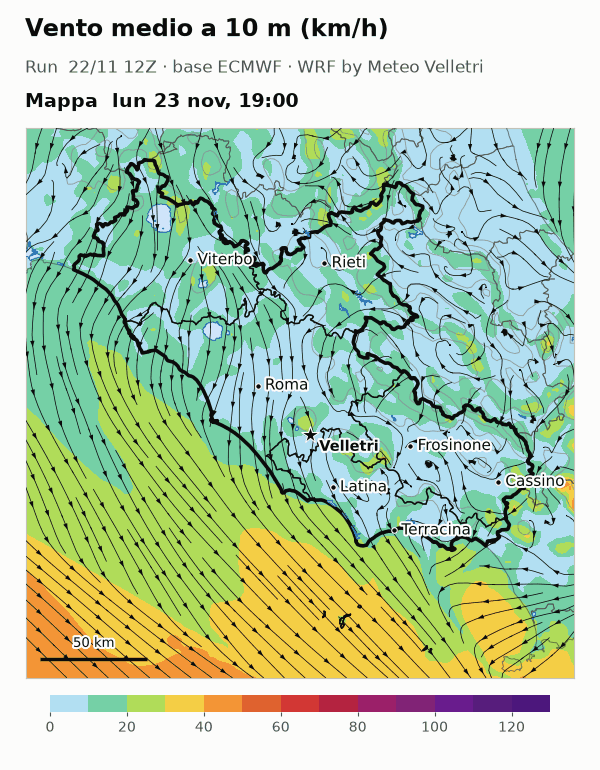 Vento medio a 10 m (km/h)
Run  22/11 12Z · base ECMWF · WRF by Meteo Velletri
Mappa  lun 23 nov, 19:00
Viterbo
Rieti
Roma
Velletri
Frosinone
Latina
Cassino
Terracina
50 km
0 20 40 60 80 100 120